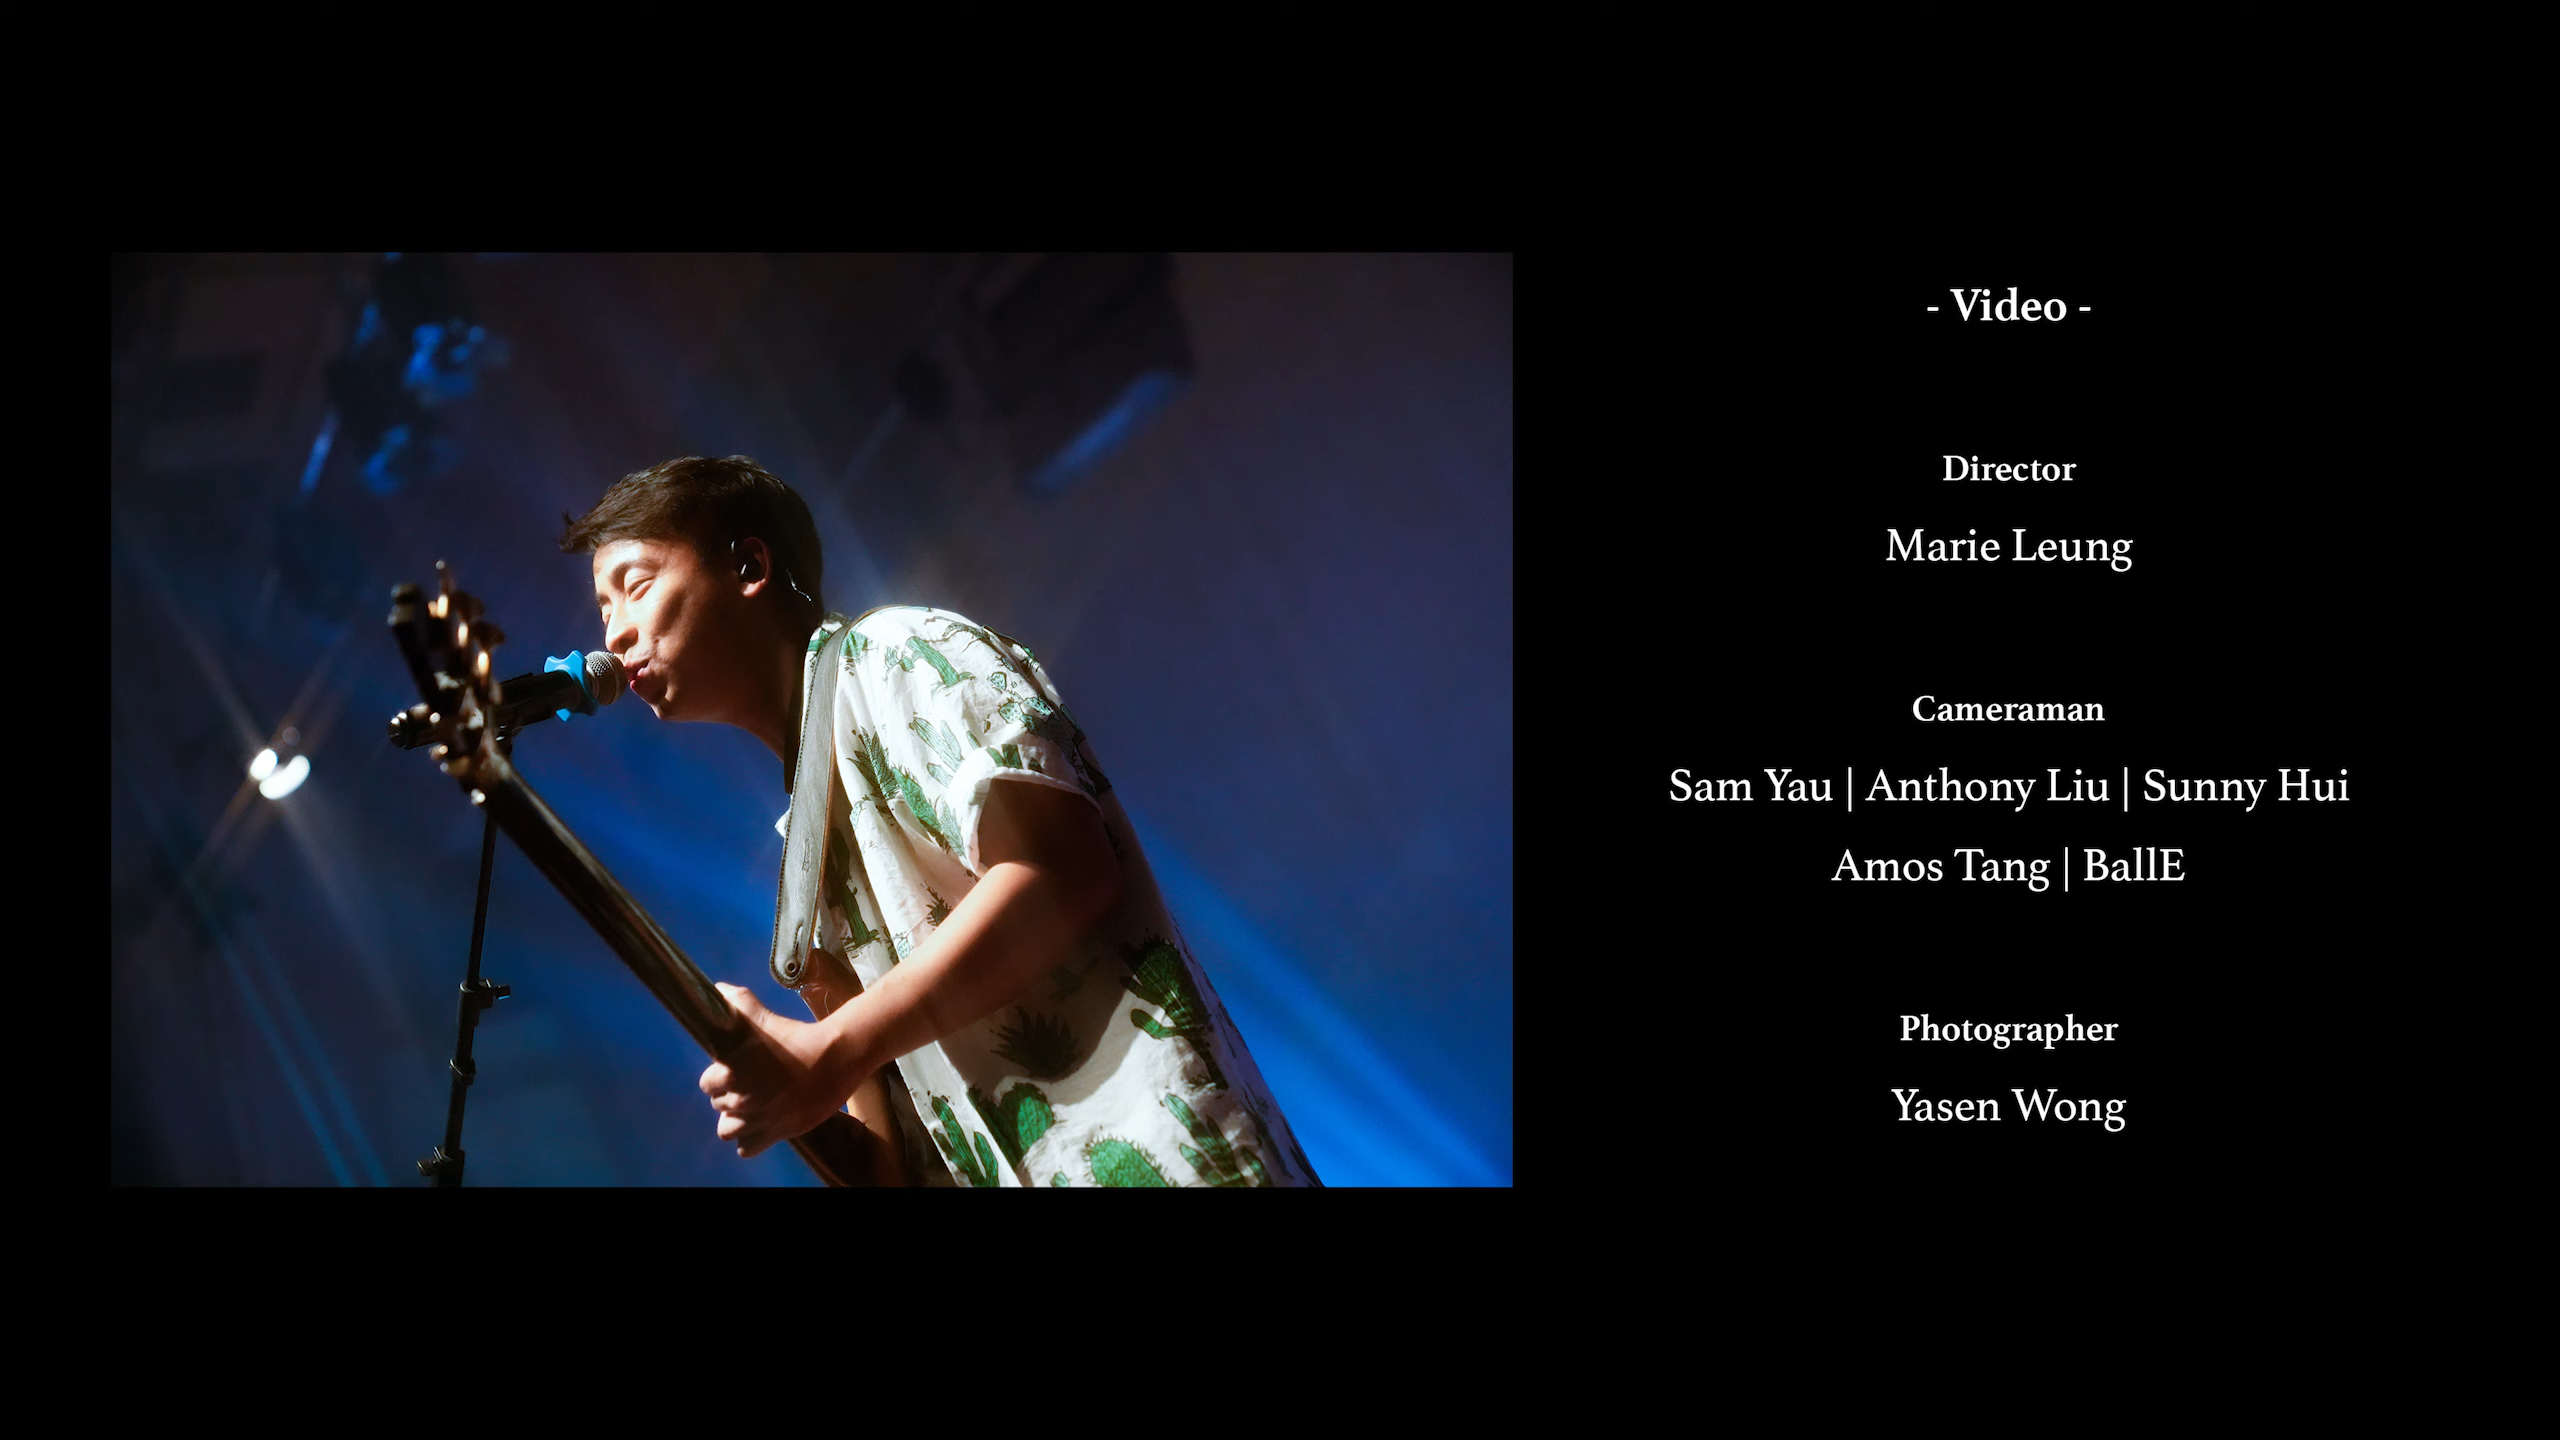 - Video -
Director
Marie Leung
Cameraman
Sam Yau | Anthony Liu | Sunny Hui
Amos Tang | BallE
Photographer
Yasen Wong